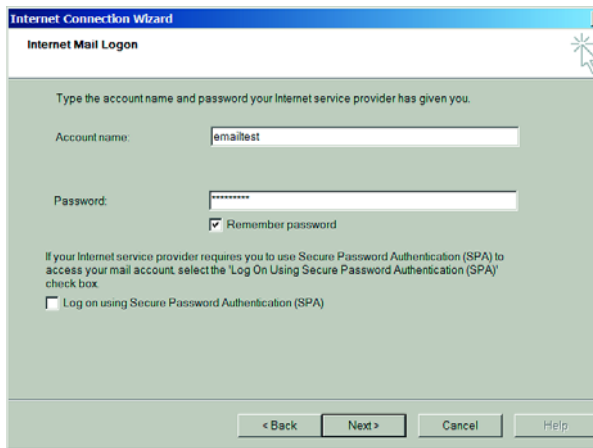 Internet Connection Wizard
Internet Mail Logon
Type the account name and password your Internet service provider has given you.
Account name:
emailtest
Password:
*********
Remember password
If your Internet service provider requires you to use Secure Password Authentication (SPA) to
access your mail account, select the 'Log On Using Secure Password Authentication (SPA)'
check box.
Log on using Secure Password Authentication (SPA)
< Back
Next >
Cancel
Help